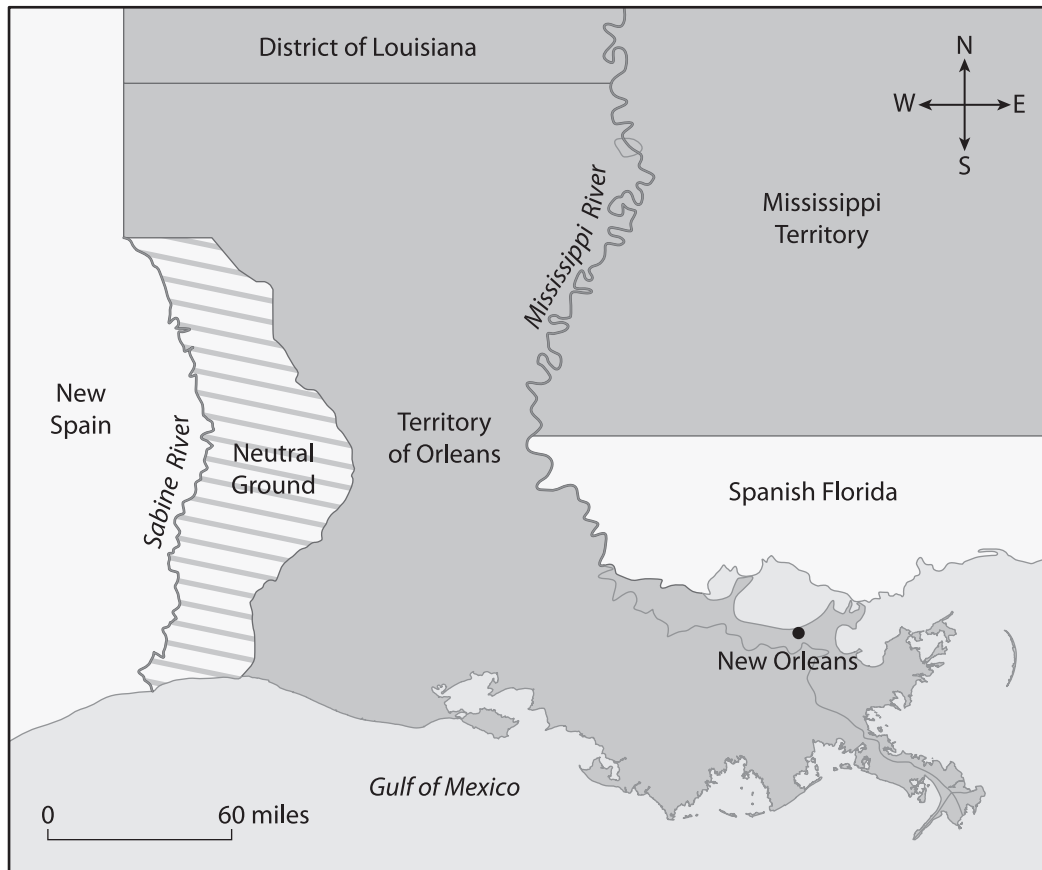 District of Louisiana
N
W
E
S
Mississippi River
Mississippi
Territory
New
Spain
Sabine River
Neutral
Ground
Territory
of Orleans
Spanish Florida
New Orleans
Gulf of Mexico
0
60 miles